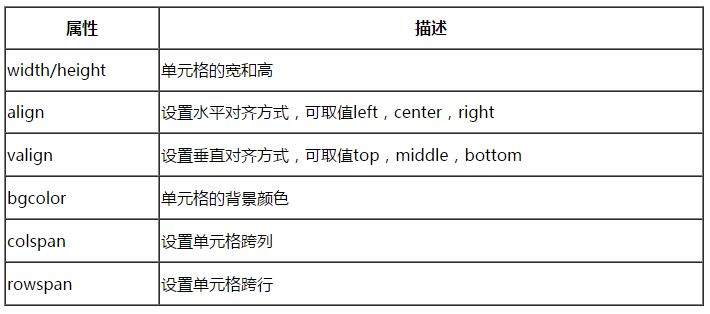 属性 描述
width/height 单元格的宽和高
align 设置水平对齐方式，可取值left，center，right
valign 设置垂直对齐方式，可取值top，middle，bottom
bgcolor 单元格的背景颜色
colspan 设置单元格跨列
rowspan 设置单元格跨行